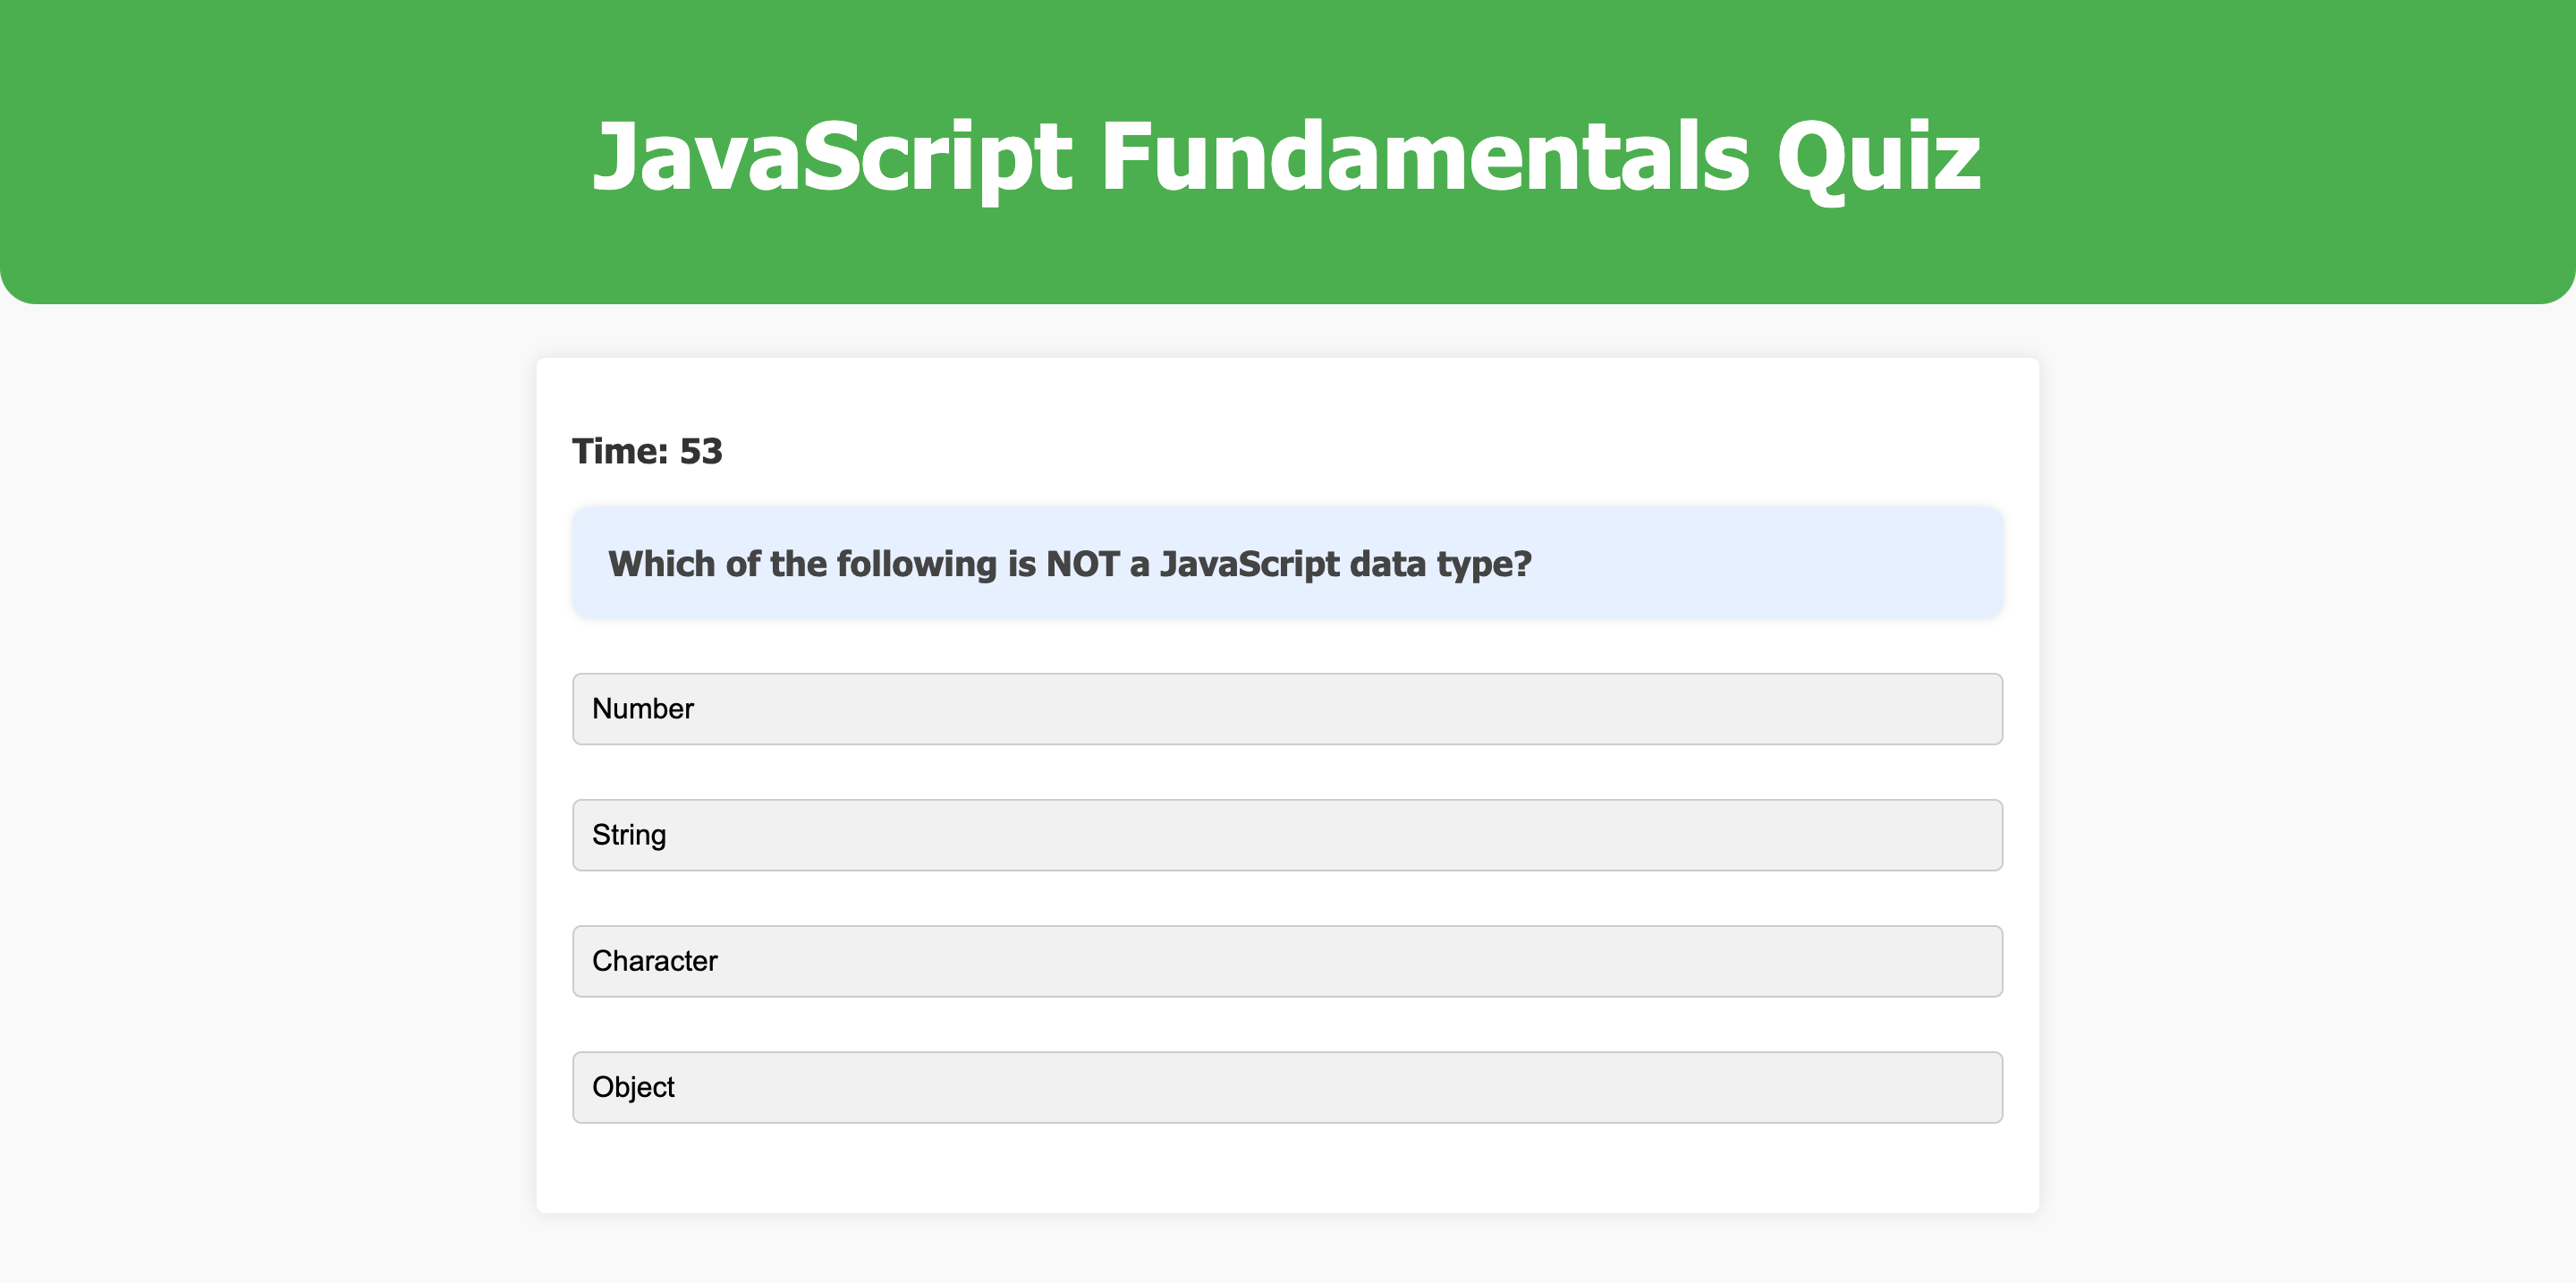 JavaScript Fundamentals Quiz
Time: 53
Which of the following is NOT a JavaScript data type?
Number
String
Character
Object